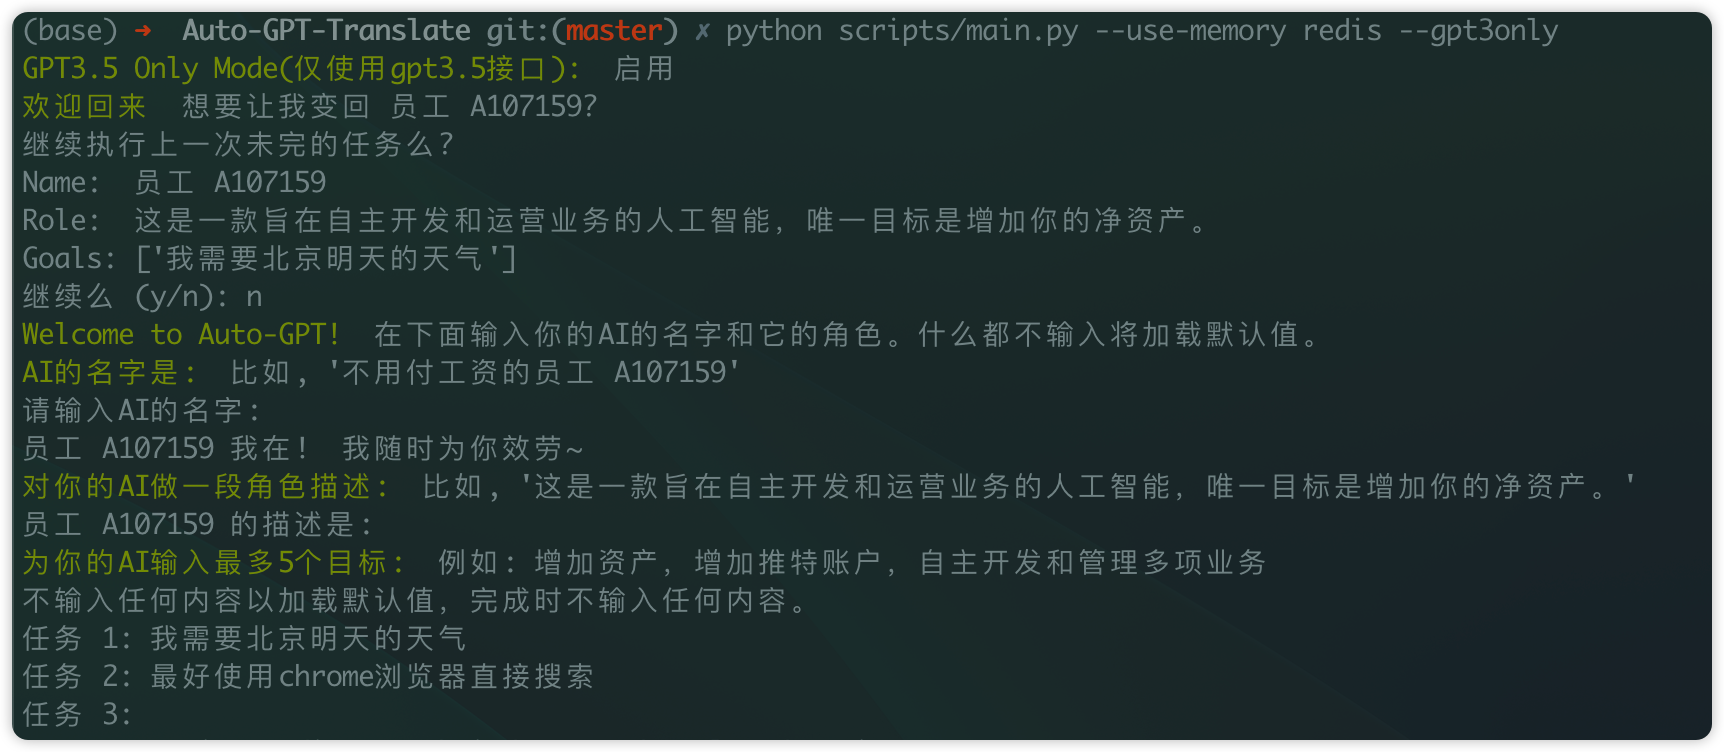 (base) ➜  Auto-GPT-Translate git:(master) ✗ python scripts/main.py --use-memory redis --gpt3only
GPT3.5 Only Mode(仅使用gpt3.5接口):  启用
欢迎回来  想要让我变回 员工 A107159?
继续执行上一次未完的任务么?
Name:  员工 A107159
Role:  这是一款旨在自主开发和运营业务的人工智能，唯一目标是增加你的净资产。
Goals: ['我需要北京明天的天气']
继续么 (y/n): n
Welcome to Auto-GPT!  在下面输入你的AI的名字和它的角色。什么都不输入将加载默认值。
AI的名字是:  比如, '不用付工资的员工 A107159'
请输入AI的名字:
员工 A107159 我在! 我随时为你效劳~
对你的AI做一段角色描述:  比如, '这是一款旨在自主开发和运营业务的人工智能，唯一目标是增加你的净资产。'
员工 A107159 的描述是:
为你的AI输入最多5个目标:  例如: 增加资产，增加推特账户，自主开发和管理多项业务
不输入任何内容以加载默认值，完成时不输入任何内容。
任务 1: 我需要北京明天的天气
任务 2: 最好使用chrome浏览器直接搜索
任务 3: